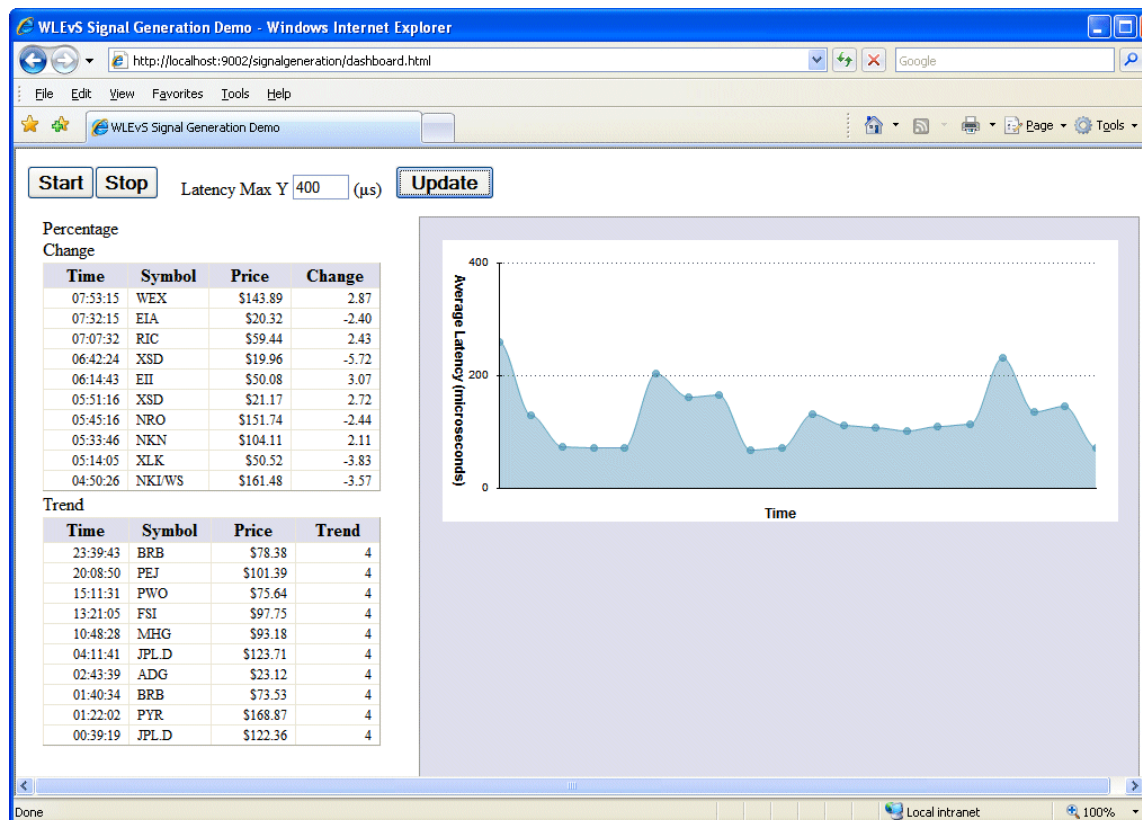 WLEvS Signal Generation Demo - Windows Internet Explorer
http://localhost:9002/signalgeneration/dashboard.html
Google
File Edit View Favorites Tools Help
WLEvS Signal Generation Demo
Page Tools
Start Stop Latency Max Y 400 (μs) Update
Percentage
Change
Time Symbol Price Change
07:53:15 WEX $143.89 2.87
07:32:15 EIA $20.32 -2.40
07:07:32 RIC $59.44 2.43
06:42:24 XSD $19.96 -5.72
06:14:43 EII $50.08 3.07
05:51:16 XSD $21.17 2.72
05:45:16 NRO $151.74 -2.44
05:33:46 NKN $104.11 2.11
05:14:05 XLK $50.52 -3.83
04:50:26 NKI/WS $161.48 -3.57
Trend
Time Symbol Price Trend
23:39:43 BRB $78.38 4
20:08:50 PEJ $101.39 4
15:11:31 PWO $75.64 4
13:21:05 FSI $97.75 4
10:48:28 MHG $93.18 4
04:11:41 JPL.D $123.71 4
02:43:39 ADG $23.12 4
01:40:34 BRB $73.53 4
01:22:02 PYR $168.87 4
00:39:19 JPL.D $122.36 4
400
200
0
Average Latency (microseconds)
Time
Done
Local intranet
100%